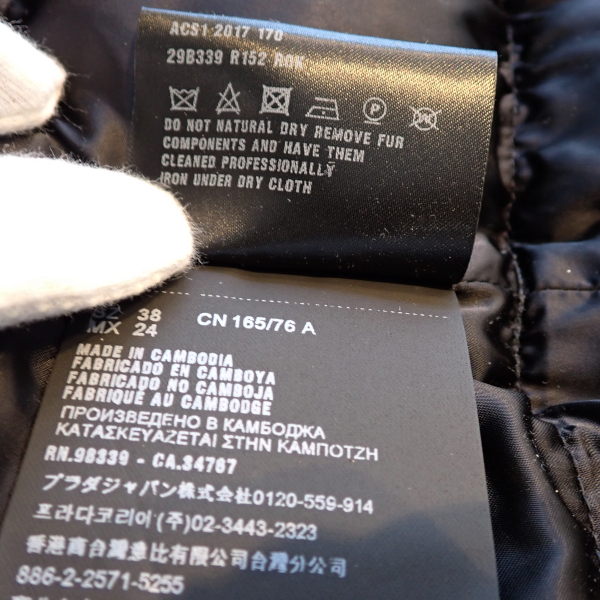 ACS1 2017 170
29B339 R152 ROK
P
DO NOT NATURAL DRY REMOVE FUR
COMPONENTS AND HAVE THEM
CLEANED PROFESSIONALLY
IRON UNDER DRY CLOTH
38
MX 24
CN 165/76 A
MADE IN CAMBODIA
FABRICADO EN CAMBOYA
FABRICADO NO CAMBOJA
FABRIQUÉ AU CAMBODGE
ПРОИЗВЕДЕНО В КАМБОДЖА
ΚΑΤΑΣΚΕΥΑΖΕΤΑΙ ΣΤΗΝ ΚΑΜΠΟΤΖΗ
RN.98339 - CA.34767
プラダジャパン株式会社0120-559-914
프라다코리아(주)02-3443-2323
香港商台灣魚比有限公司台灣分公司
886-2-2571-5255